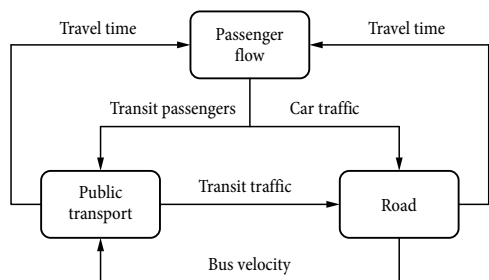 Travel time
Passenger
flow
Travel time
Transit passengers
Car traffic
Public
transport
Transit traffic
Road
Bus velocity